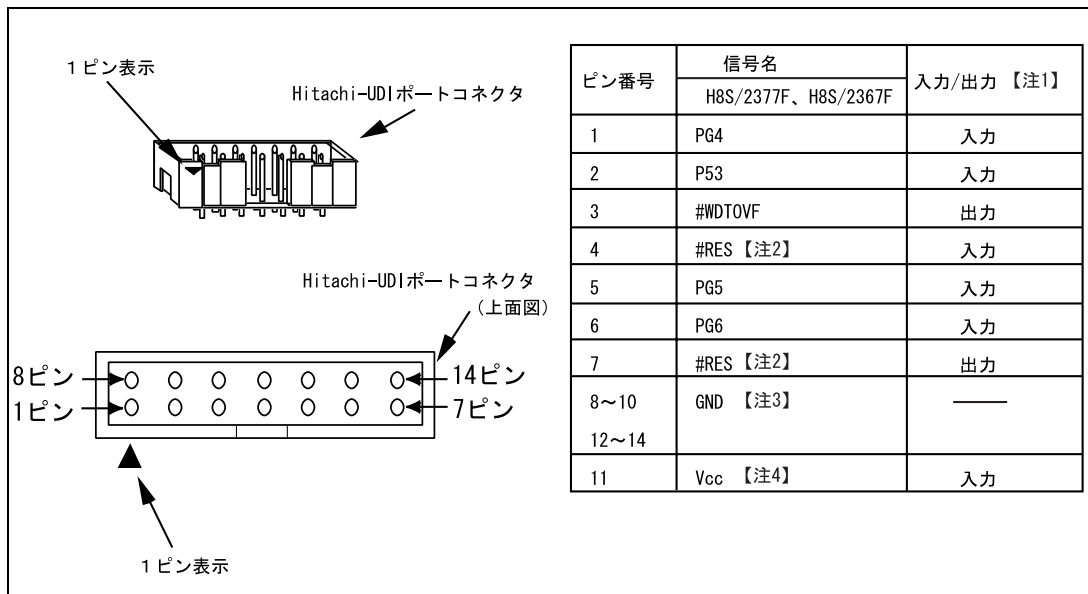 1ピン表示
Hitachi-UDIポートコネクタ
Hitachi-UDIポートコネクタ
(上面図)
8ピン
14ピン
1ピン
7ピン
1ピン表示
ピン番号 信号名 入力/出力 【注1】
H8S/2377F、H8S/2367F
1 PG4 入力
2 P53 入力
3 #WDTOVF 出力
4 #RES 【注2】 入力
5 PG5 入力
6 PG6 入力
7 #RES 【注2】 出力
8~10 GND 【注3】 ───
12~14
11 Vcc 【注4】 入力